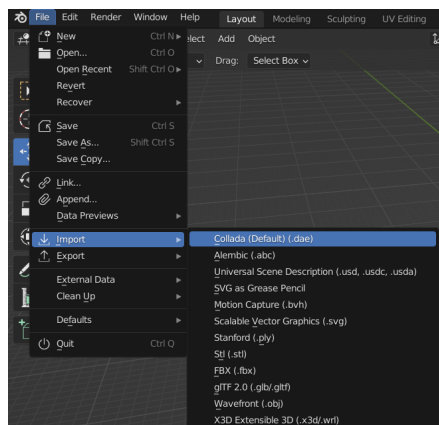 File Edit Render Window Help Layout Modeling Sculpting UV Editing
New Ctrl N
Open... Ctrl O
Open Recent Shift Ctrl O
Revert
Recover
Save Ctrl S
Save As... Shift Ctrl S
Save Copy...
Link...
Append...
Data Previews
Import
Export
External Data
Clean Up
Defaults
Quit Ctrl Q
lect Add Object
Drag: Select Box
Collada (Default) (.dae)
Alembic (.abc)
Universal Scene Description (.usd, .usdc, .usda)
SVG as Grease Pencil
Motion Capture (.bvh)
Scalable Vector Graphics (.svg)
Stanford (.ply)
Stl (.stl)
FBX (.fbx)
glTF 2.0 (.glb/.gltf)
Wavefront (.obj)
X3D Extensible 3D (.x3d/.wrl)